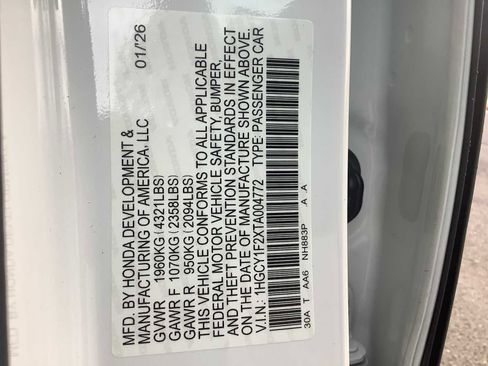 MFD. BY HONDA DEVELOPMENT &
MANUFACTURING OF AMERICA, LLC 01/'26
GVWR 1960KG(4321LBS)
GAWR F 1070KG(2358LBS)
GAWR R 950KG(2094LBS)
THIS VEHICLE CONFORMS TO ALL APPLICABLE
FEDERAL MOTOR VEHICLE SAFETY, BUMPER,
AND THEFT PREVENTION STANDARDS IN EFFECT
ON THE DATE OF MANUFACTURE SHOWN ABOVE.
V.I.N.: 1HGCY1F2XTA004772 TYPE: PASSENGER CAR
30A T AA6 NH883P A A